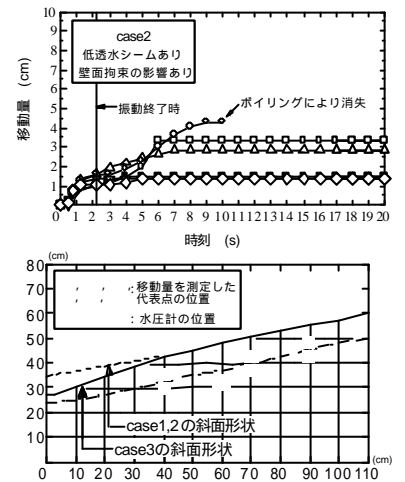 10
9
8
7
6
5
4
3
2
1
0
移動量 (cm)
case2
低透水シームあり
壁面拘束の影響あり
振動終了時
ボイリングにより消失
0 1 2 3 4 5 6 7 8 9 10 11 12 13 14 15 16 17 18 19 20
時刻 (s)
(cm)
80
70
60
50
40
30
20
10
, , :移動量を測定した
, , 代表点の位置
: 水圧計の位置
case1,2の斜面形状
case3の斜面形状
0 10 20 30 40 50 60 70 80 90 100 110
(cm)